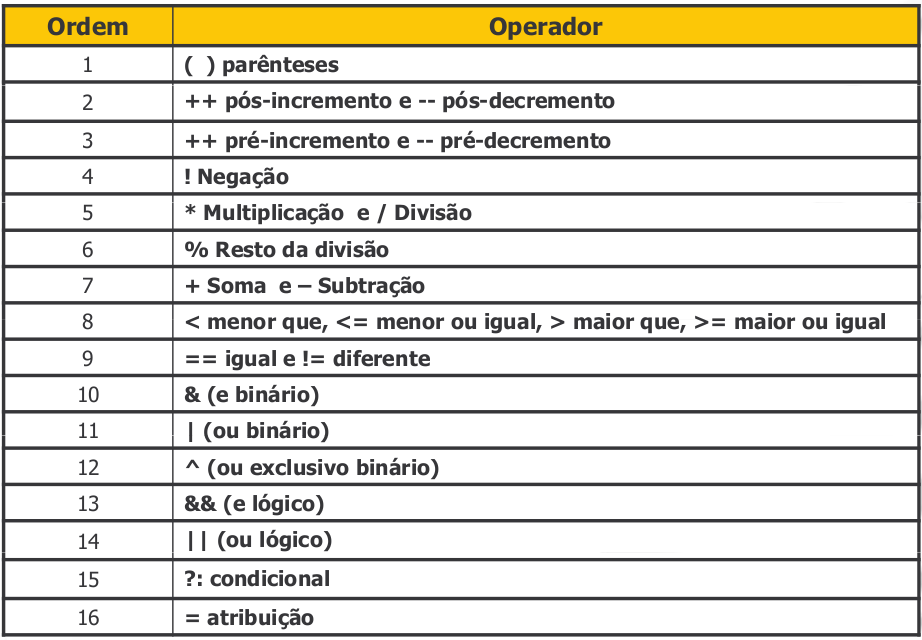 Ordem Operador
1 ( ) parênteses
2 ++ pós-incremento e -- pós-decremento
3 ++ pré-incremento e -- pré-decremento
4 ! Negação
5 * Multiplicação e / Divisão
6 % Resto da divisão
7 + Soma e – Subtração
8 < menor que, <= menor ou igual, > maior que, >= maior ou igual
9 == igual e != diferente
10 & (e binário)
11 | (ou binário)
12 ^ (ou exclusivo binário)
13 && (e lógico)
14 || (ou lógico)
15 ?: condicional
16 = atribuição